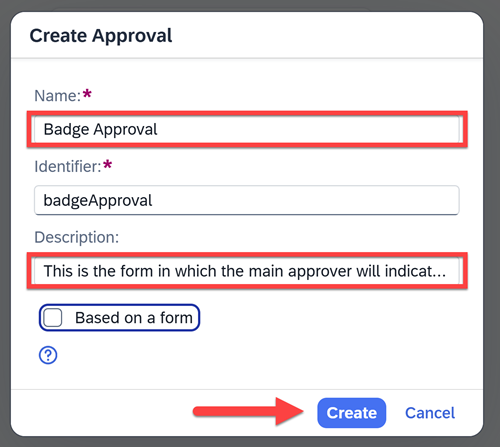 Create Approval
Name:*
Badge Approval
Identifier:*
badgeApproval
Description:
This is the form in which the main approver will indicat...
Based on a form
?
Create
Cancel